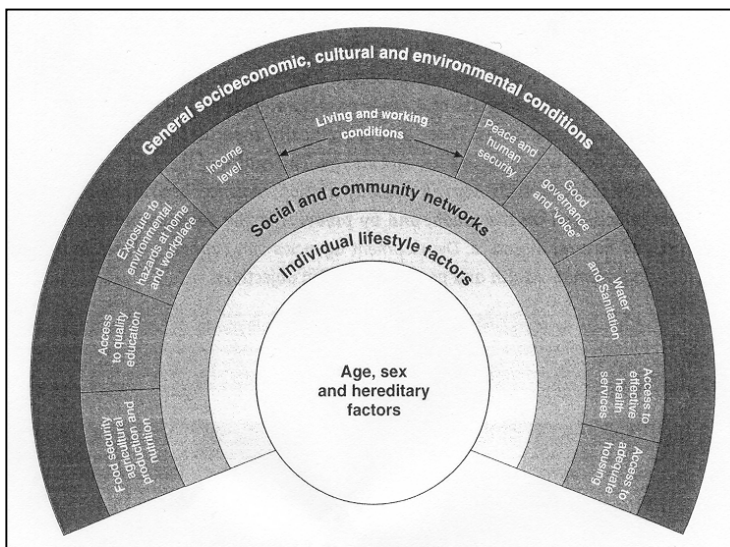 General socioeconomic, cultural and environmental conditions
Living and working
conditions
Income
level
Exposure to
environmental
hazards at home
and workplace
Access
to quality
education
Food security
agricultural
production and
nutrition
Peace and
human
security
Good
governance
and "voice"
Water
and Sanitation
Access to
effective
health
services
Access to
adequate
housing
Social and community networks
Individual lifestyle factors
Age, sex
and hereditary
factors